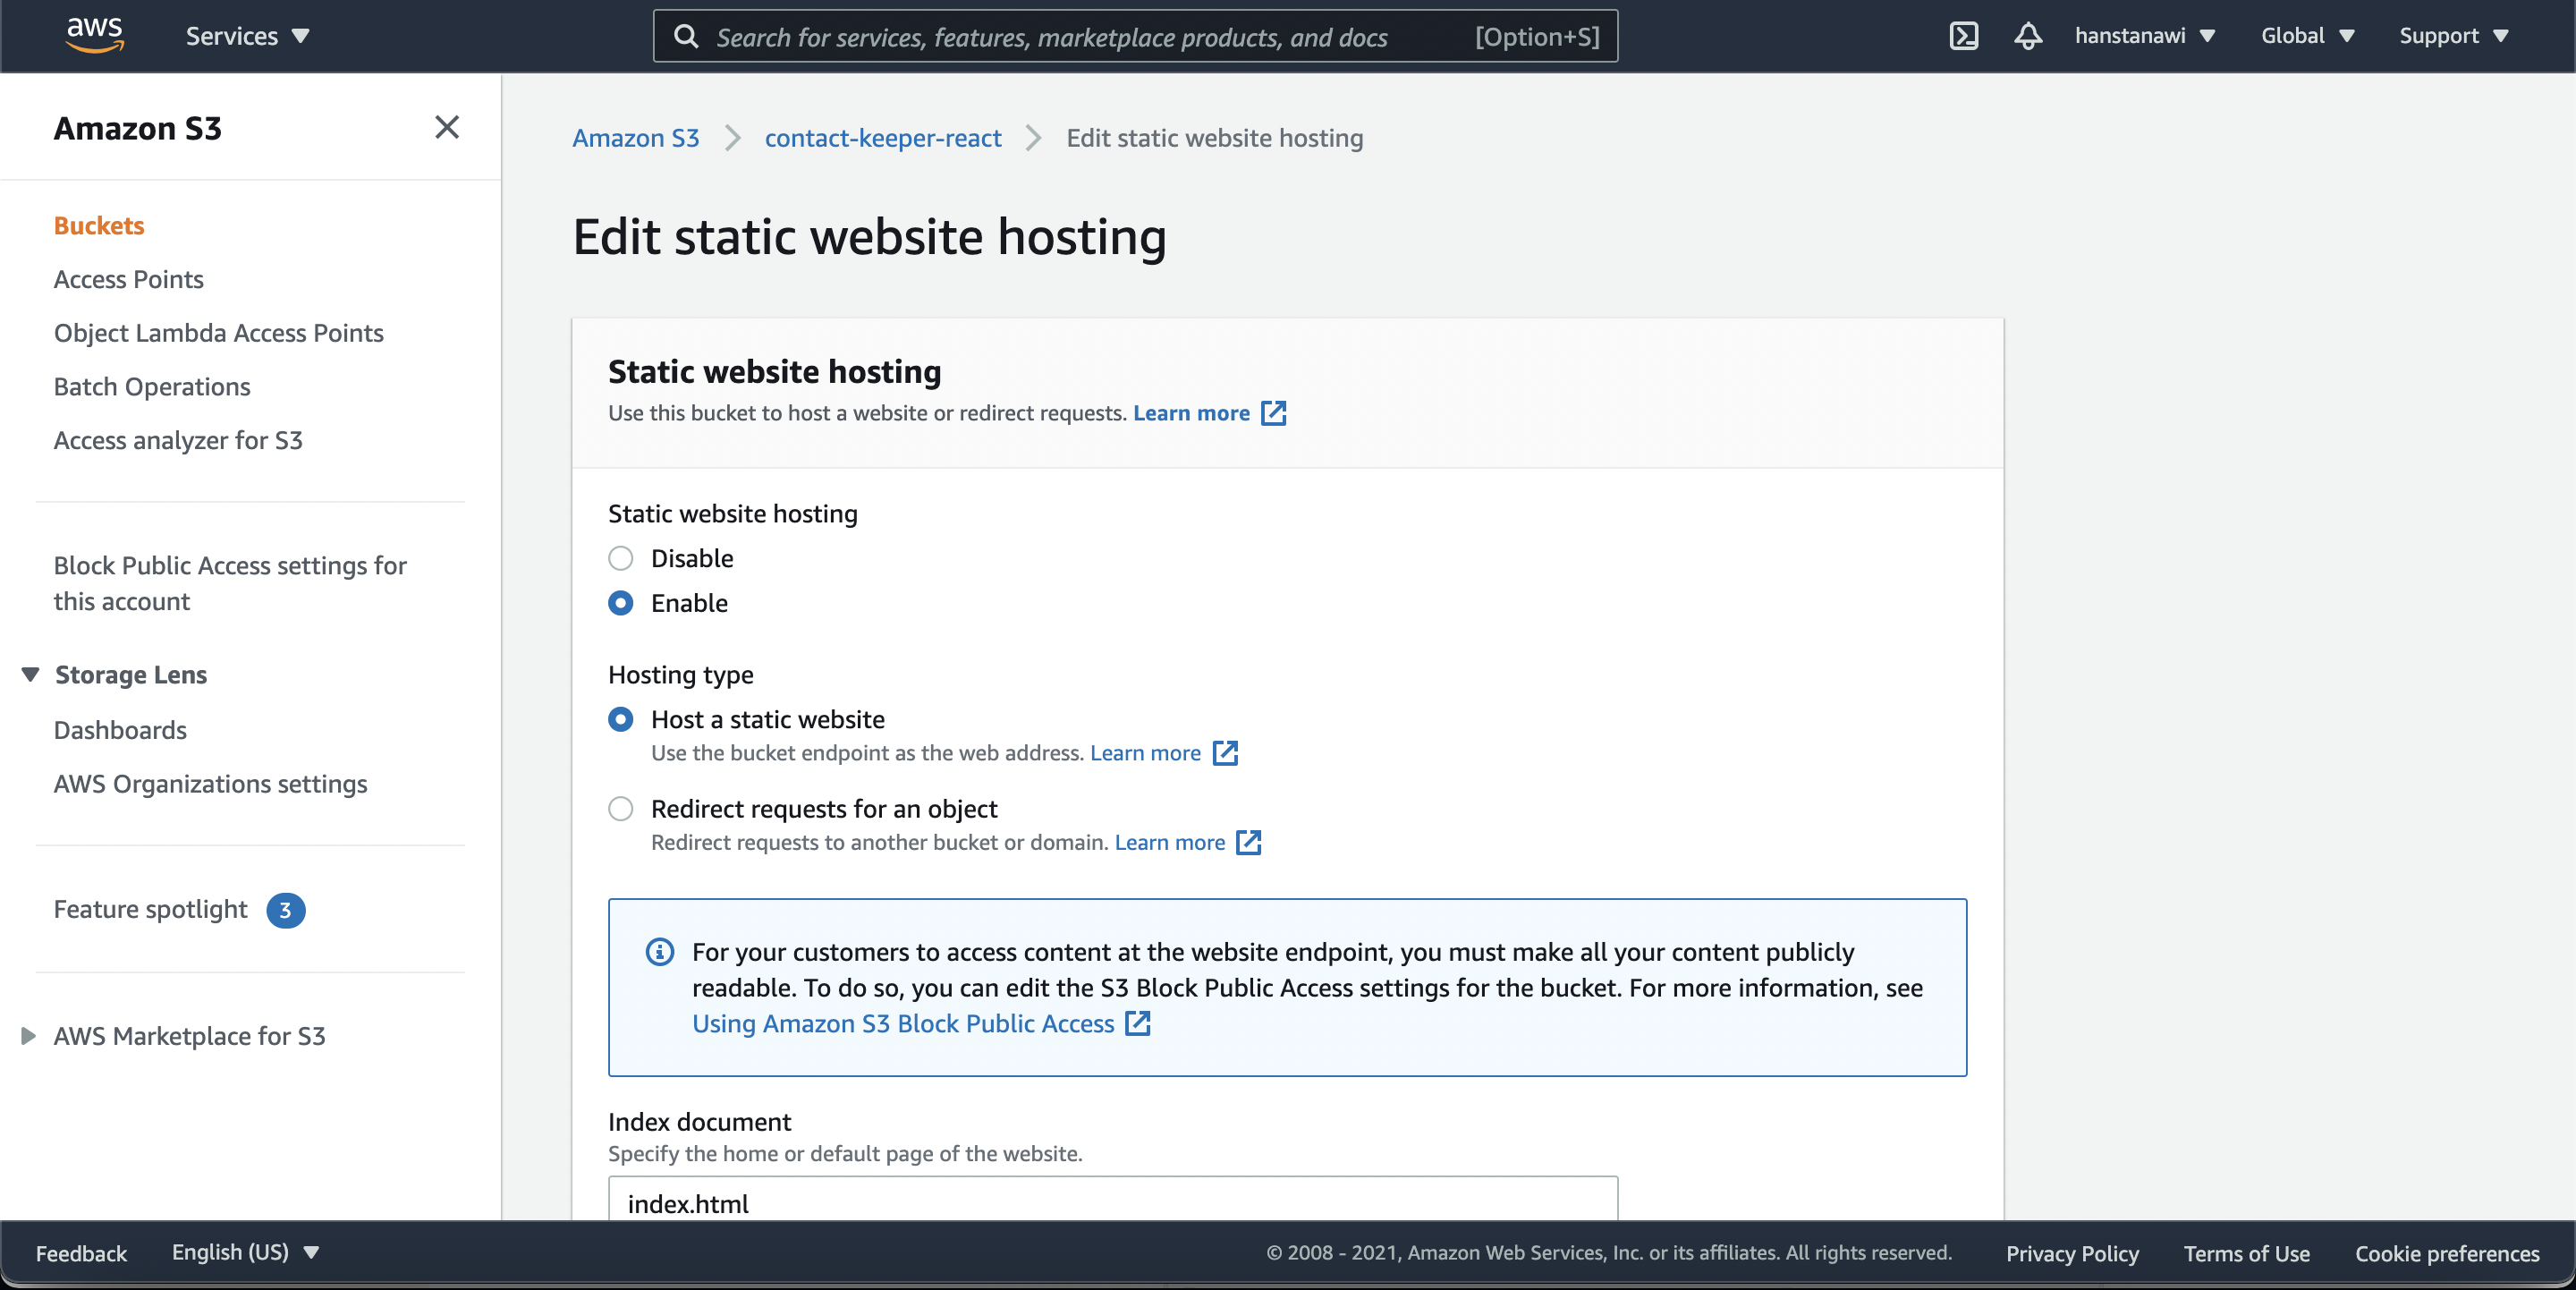 aws
Services
Search for services, features, marketplace products, and docs
[Option+S]
hanstanawi
Global
Support
Amazon S3
Buckets
Access Points
Object Lambda Access Points
Batch Operations
Access analyzer for S3
Block Public Access settings for
this account
Storage Lens
Dashboards
AWS Organizations settings
Feature spotlight 3
AWS Marketplace for S3
Amazon S3 > contact-keeper-react > Edit static website hosting
Edit static website hosting
Static website hosting
Use this bucket to host a website or redirect requests. Learn more
Static website hosting
Disable
Enable
Hosting type
Host a static website
Use the bucket endpoint as the web address. Learn more
Redirect requests for an object
Redirect requests to another bucket or domain. Learn more
For your customers to access content at the website endpoint, you must make all your content publicly
readable. To do so, you can edit the S3 Block Public Access settings for the bucket. For more information, see
Using Amazon S3 Block Public Access
Index document
Specify the home or default page of the website.
index.html
Feedback
English (US)
© 2008 - 2021, Amazon Web Services, Inc. or its affiliates. All rights reserved.
Privacy Policy
Terms of Use
Cookie preferences